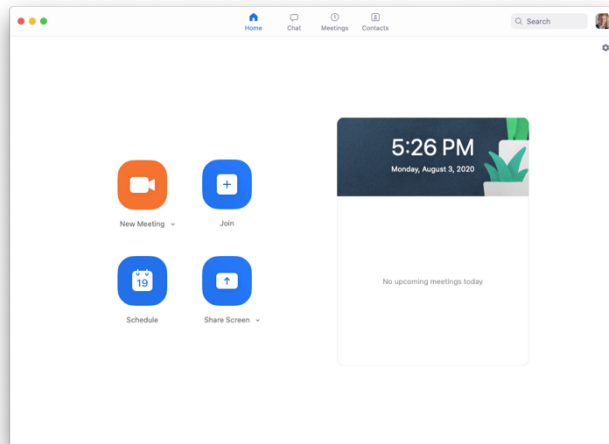 Home
Chat
Meetings
Contacts
Search
5:26 PM
Monday, August 3, 2020
New Meeting
Join
No upcoming meetings today
19
Schedule
Share Screen